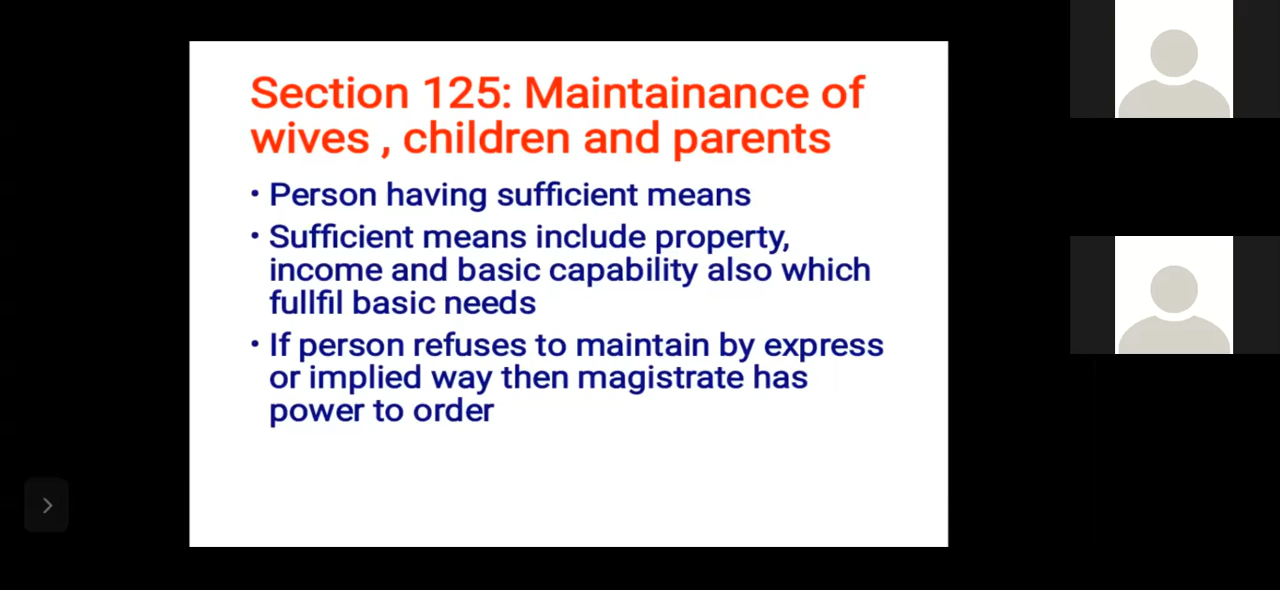 Section 125: Maintainance of
wives , children and parents
• Person having sufficient means
• Sufficient means include property,
income and basic capability also which
fullfil basic needs
• If person refuses to maintain by express
or implied way then magistrate has
power to order